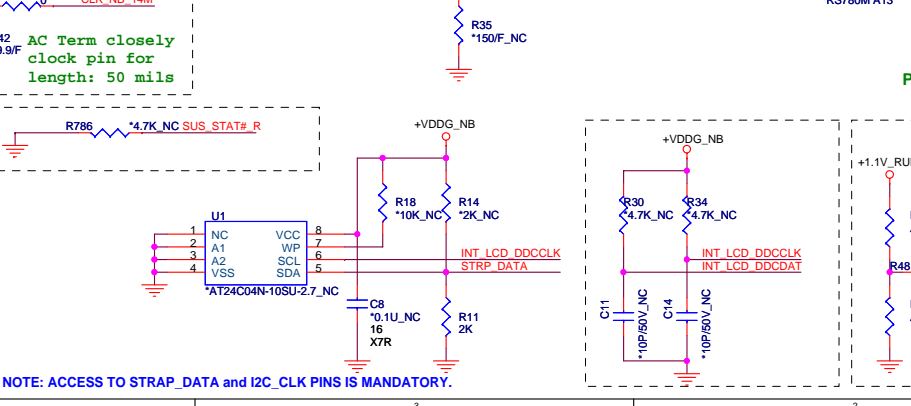 CLK_NB_14M
R35
*150/F_NC
AC Term closely
clock pin for
length: 50 mils
R786
*4.7K_NC
SUS_STAT#_R
+VDDG_NB
R18
*10K_NC
R14
*2K_NC
U1
1
NC
VCC
8
2
A1
WP
7
3
A2
SCL
6
4
VSS
SDA
5
*AT24C04N-10SU-2.7_NC
INT_LCD_DDCCLK
STRP_DATA
C8
*0.1U_NC
16
X7R
R11
2K
+VDDG_NB
R30
*4.7K_NC
R34
*4.7K_NC
INT_LCD_DDCCLK
INT_LCD_DDCDAT
C11
*10P/50V_NC
C14
*10P/50V_NC
+1.1V_RU
R48
NOTE: ACCESS TO STRAP_DATA and I2C_CLK PINS IS MANDATORY.